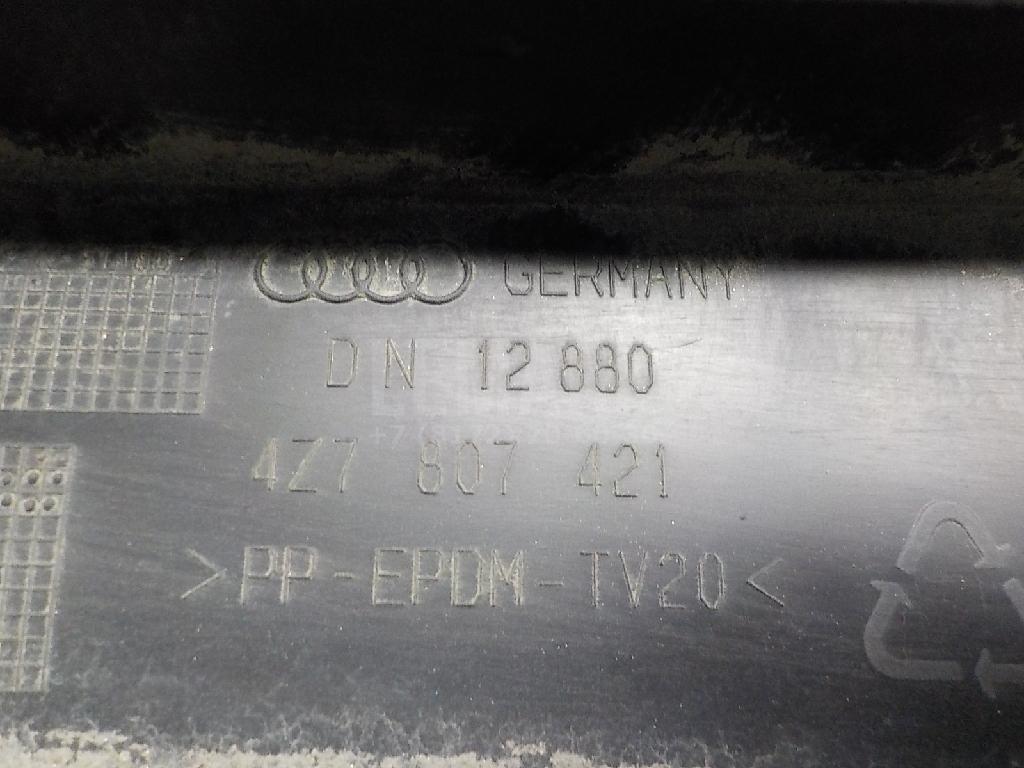 GERMANY
DN 12 880
4Z7 807 421
>PP-EPDM-TV20<